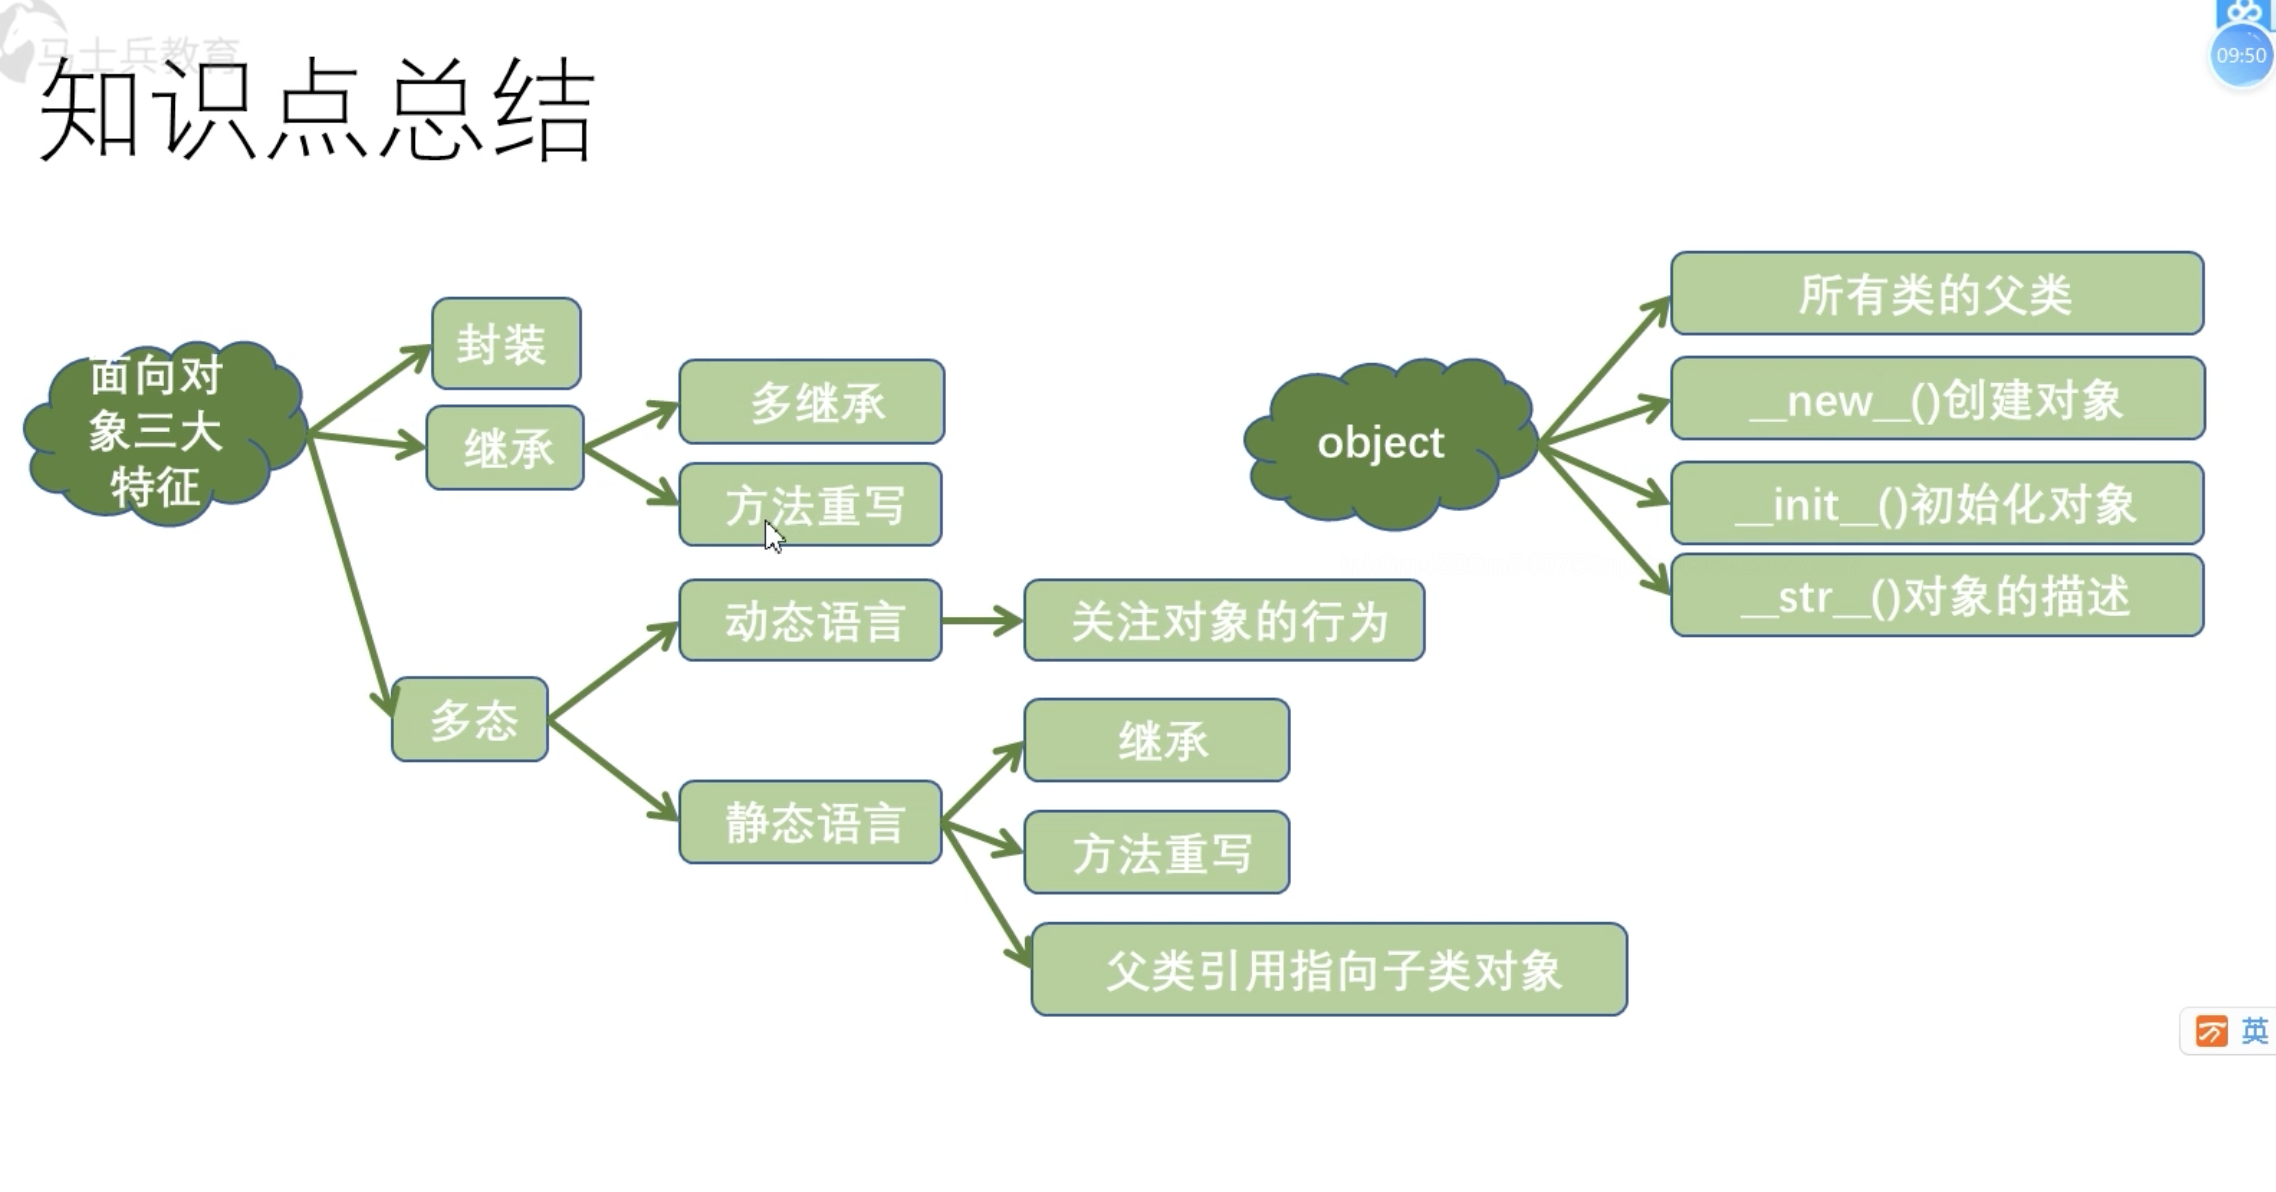 马士兵教育
09:50
知识点总结
面向对
象三大
特征
封装
继承
多继承
方法重写
多态
动态语言
关注对象的行为
静态语言
继承
方法重写
父类引用指向子类对象
object
所有类的父类
__new__()创建对象
__init__()初始化对象
__str__()对象的描述
英